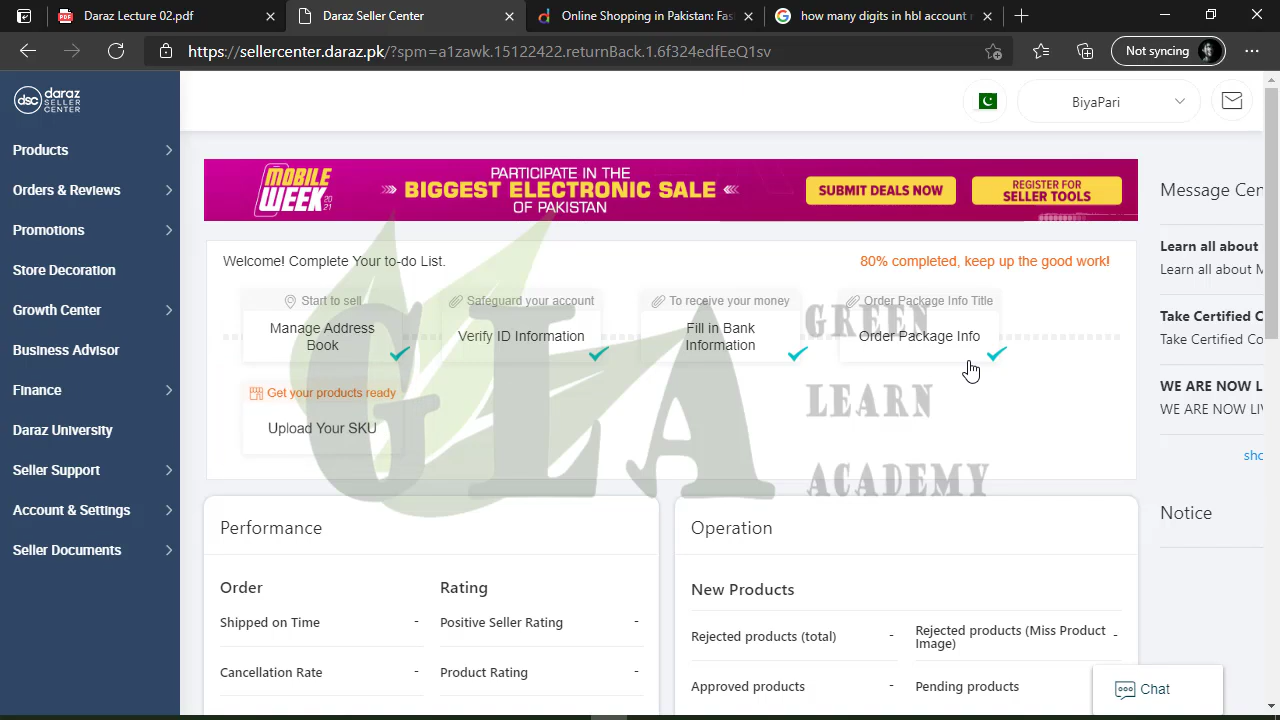 Daraz Lecture 02.pdf
Daraz Seller Center
Online Shopping in Pakistan: Fas
how many digits in hbl account
https://sellercenter.daraz.pk/?spm=a1zawk.15122422.returnBack.1.6f324edfEeQ1sv
Not syncing
dsc daraz SELLER CENTER
BiyaPari
Products
Orders & Reviews
Promotions
Store Decoration
Growth Center
Business Advisor
Finance
Daraz University
Seller Support
Account & Settings
Seller Documents
MOBILE WEEK 2021
PARTICIPATE IN THE
BIGGEST ELECTRONIC SALE
OF PAKISTAN
SUBMIT DEALS NOW
REGISTER FOR
SELLER TOOLS
Welcome! Complete Your to-do List.
80% completed, keep up the good work!
Start to sell
Manage Address
Book
Safeguard your account
Verify ID Information
To receive your money
Fill in Bank
Information
Order Package Info Title
Order Package Info
Get your products ready
Upload Your SKU
GLA
GREEN
LEARN
ACADEMY
Message Cen
Learn all about
Learn all about M
Take Certified C
Take Certified Co
WE ARE NOW L
WE ARE NOW LIV
sho
Notice
Performance
Order
Shipped on Time -
Cancellation Rate -
Rating
Positive Seller Rating -
Product Rating -
Operation
New Products
Rejected products (total) -
Rejected products (Miss Product
Image) -
Approved products -
Pending products
Chat